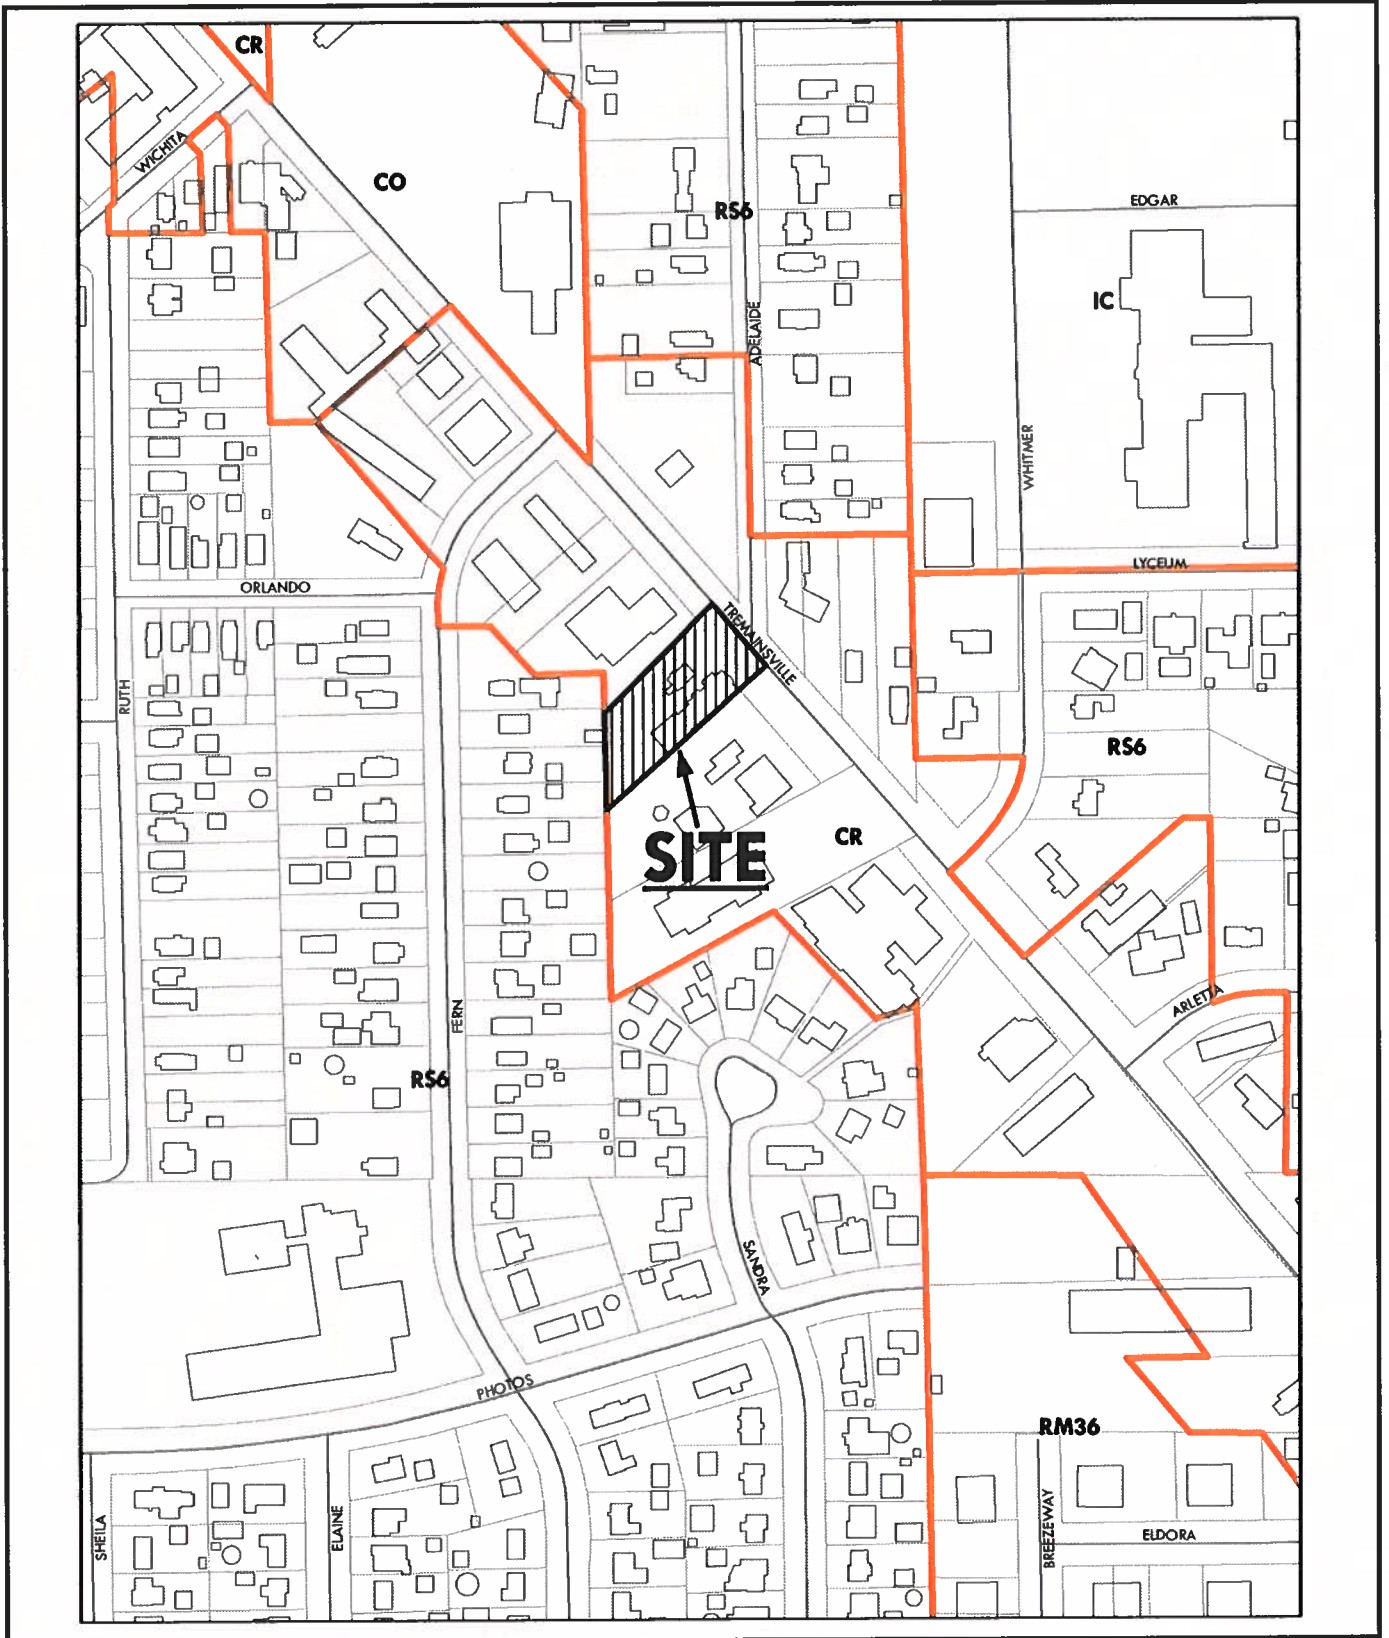 CR
WICHITA
CO
RS6
EDGAR
IC
ADELAIDE
WHITMER
LYCEUM
ORLANDO
TREMAINSVILLE
RUTH
RS6
CR
SITE
ARLETTA
FERN
RS6
SANDRA
PHOTOS
RM36
SHEILA
ELAINE
BREEZEWAY
ELDORA